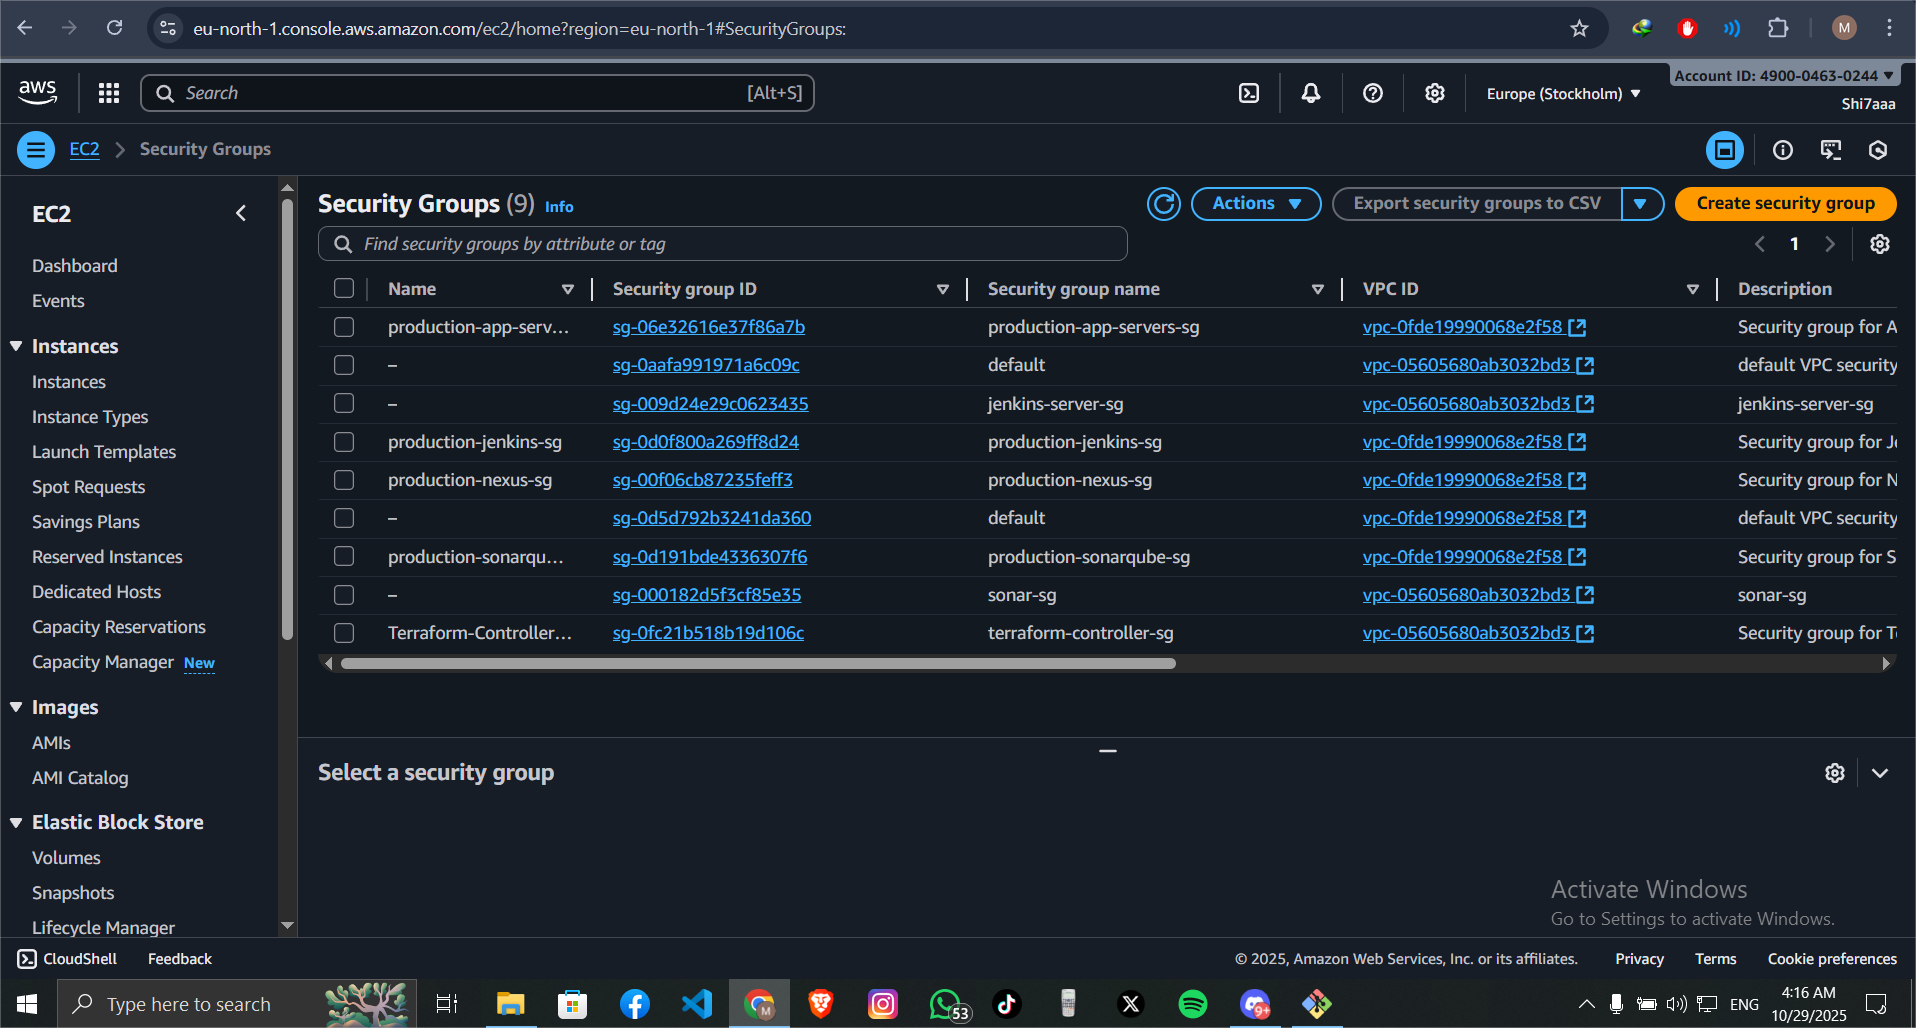 eu-north-1.console.aws.amazon.com/ec2/home?region=eu-north-1#SecurityGroups:
M
aws
Search
[Alt+S]
Europe (Stockholm)
Account ID: 4900-0463-0244
Shi7aaa
EC2
Security Groups
EC2
Dashboard
Events
Instances
Instances
Instance Types
Launch Templates
Spot Requests
Savings Plans
Reserved Instances
Dedicated Hosts
Capacity Reservations
Capacity Manager New
Images
AMIs
AMI Catalog
Elastic Block Store
Volumes
Snapshots
Lifecycle Manager
Security Groups (9) Info
Actions
Export security groups to CSV
Create security group
Find security groups by attribute or tag
1
Name Security group ID Security group name VPC ID Description
production-app-serv... sg-06e32616e37f86a7b production-app-servers-sg vpc-0fde19990068e2f58 Security group for A
– sg-0aafa991971a6c09c default vpc-05605680ab3032bd3 default VPC security
– sg-009d24e29c0623435 jenkins-server-sg vpc-05605680ab3032bd3 jenkins-server-sg
production-jenkins-sg sg-0d0f800a269ff8d24 production-jenkins-sg vpc-0fde19990068e2f58 Security group for Je
production-nexus-sg sg-00f06cb87235feff3 production-nexus-sg vpc-0fde19990068e2f58 Security group for N
– sg-0d5d792b3241da360 default vpc-0fde19990068e2f58 default VPC security
production-sonarqu... sg-0d191bde4336307f6 production-sonarqube-sg vpc-0fde19990068e2f58 Security group for S
– sg-000182d5f3cf85e35 sonar-sg vpc-05605680ab3032bd3 sonar-sg
Terraform-Controller... sg-0fc21b518b19d106c terraform-controller-sg vpc-05605680ab3032bd3 Security group for Te
Select a security group
Activate Windows
Go to Settings to activate Windows.
CloudShell
Feedback
© 2025, Amazon Web Services, Inc. or its affiliates.
Privacy
Terms
Cookie preferences
Type here to search
M
53
9+
ENG
4:16 AM
10/29/2025